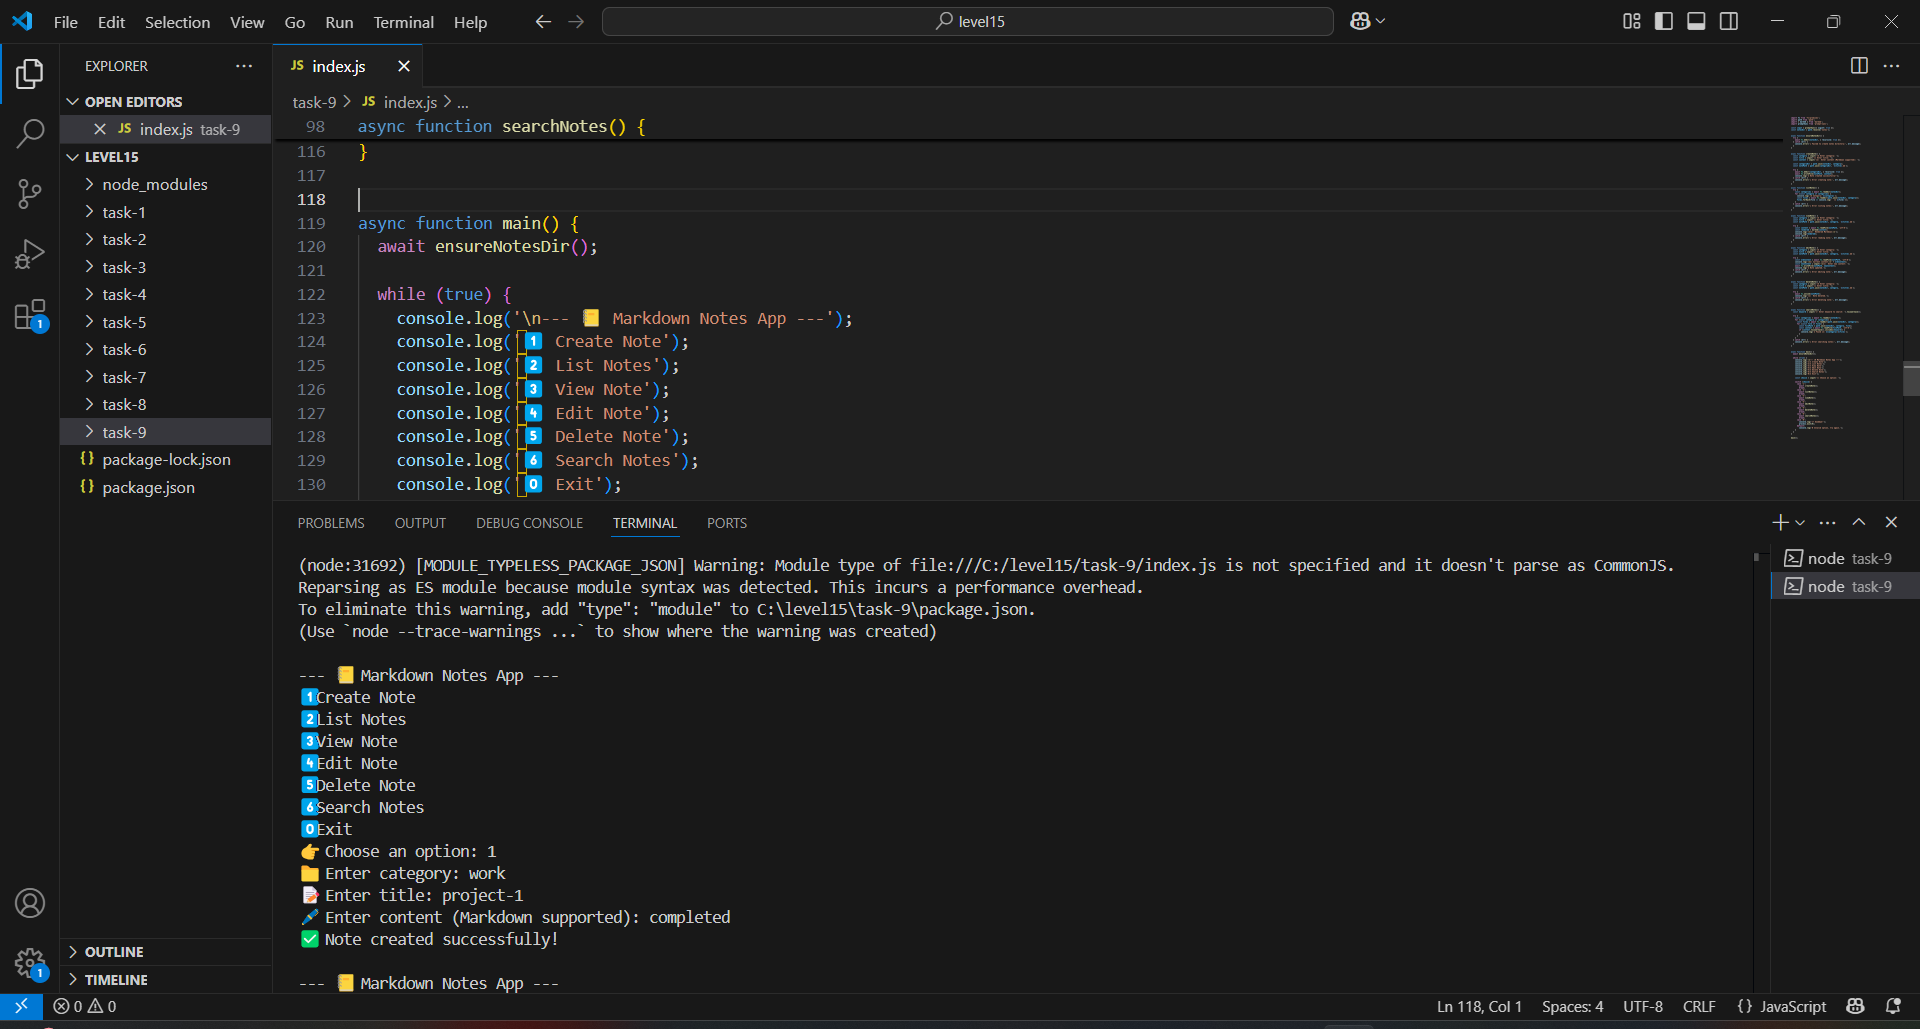 File Edit Selection View Go Run Terminal Help
level15
EXPLORER
OPEN EDITORS
JS index.js task-9
LEVEL15
node_modules
task-1
task-2
task-3
task-4
task-5
task-6
task-7
task-8
task-9
{} package-lock.json
{} package.json
OUTLINE
TIMELINE
1
1
JS index.js
task-9 > JS index.js > ...
98 async function searchNotes() {
116 }
117
118
119 async function main() {
120 await ensureNotesDir();
121
122 while (true) {
123 console.log('\n--- 📒 Markdown Notes App ---');
124 console.log('1️⃣ Create Note');
125 console.log('2️⃣ List Notes');
126 console.log('3️⃣ View Note');
127 console.log('4️⃣ Edit Note');
128 console.log('5️⃣ Delete Note');
129 console.log('6️⃣ Search Notes');
130 console.log('0️⃣ Exit');
PROBLEMS OUTPUT DEBUG CONSOLE TERMINAL PORTS
(node:31692) [MODULE_TYPELESS_PACKAGE_JSON] Warning: Module type of file:///C:/level15/task-9/index.js is not specified and it doesn't parse as CommonJS.
Reparsing as ES module because module syntax was detected. This incurs a performance overhead.
To eliminate this warning, add "type": "module" to C:\level15\task-9\package.json.
(Use `node --trace-warnings ...` to show where the warning was created)
--- 📒 Markdown Notes App ---
1️⃣Create Note
2️⃣List Notes
3️⃣View Note
4️⃣Edit Note
5️⃣Delete Note
6️⃣Search Notes
0️⃣Exit
👉 Choose an option: 1
📁 Enter category: work
📝 Enter title: project-1
🖊️ Enter content (Markdown supported): completed
✅ Note created successfully!
--- 📒 Markdown Notes App ---
node task-9
node task-9
0 0
Ln 118, Col 1 Spaces: 4 UTF-8 CRLF {} JavaScript